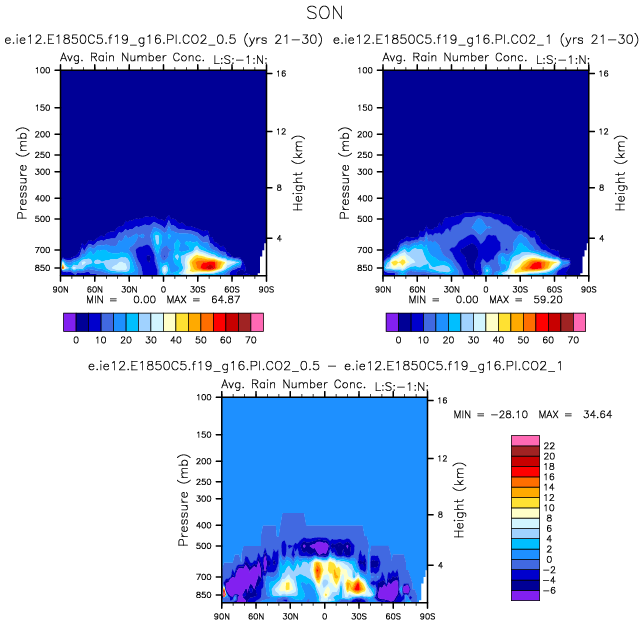 SON
e.ie12.E1850C5.f19_g16.PI.CO2_0.5 (yrs 21-30)
e.ie12.E1850C5.f19_g16.PI.CO2_1 (yrs 21-30)
Avg. Rain Number Conc. L:S:-1:N:
Avg. Rain Number Conc. L:S:-1:N:
100 150 200 250 300 400 500 700 850
Pressure (mb)
16 12 8 4
Height (km)
90N 60N 30N 0 30S 60S 90S
MIN = 0.00 MAX = 64.87
0 10 20 30 40 50 60 70
100 150 200 250 300 400 500 700 850
Pressure (mb)
16 12 8 4
Height (km)
90N 60N 30N 0 30S 60S 90S
MIN = 0.00 MAX = 59.20
0 10 20 30 40 50 60 70
e.ie12.E1850C5.f19_g16.PI.CO2_0.5 - e.ie12.E1850C5.f19_g16.PI.CO2_1
Avg. Rain Number Conc. L:S:-1:N:
100 150 200 250 300 400 500 700 850
Pressure (mb)
16 12 8 4
Height (km)
90N 60N 30N 0 30S 60S 90S
MIN = -28.10 MAX = 34.64
22
20
18
16
14
12
10
8
6
4
2
0
-2
-4
-6